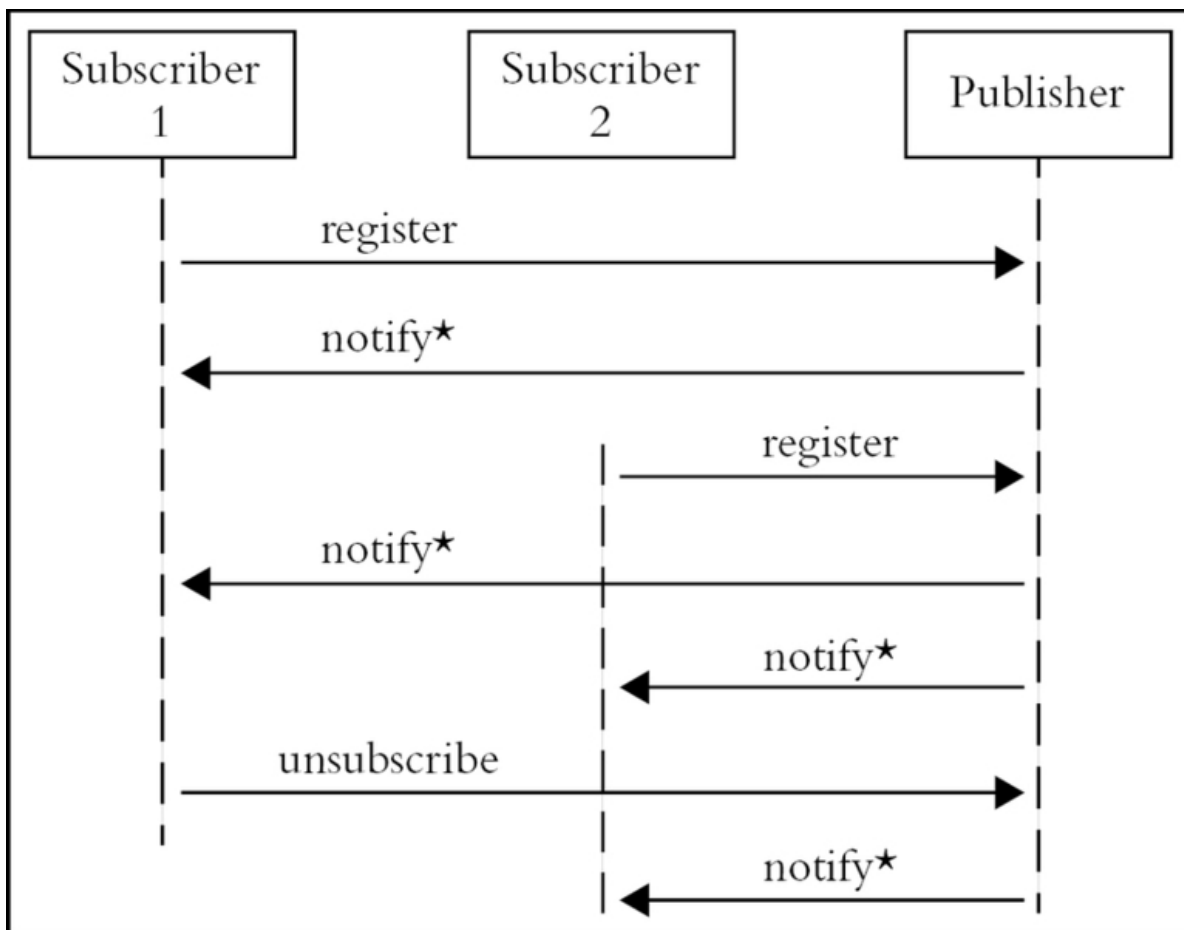 Subscriber
1
Subscriber
2
Publisher
register
notify★
register
notify★
notify★
unsubscribe
notify★